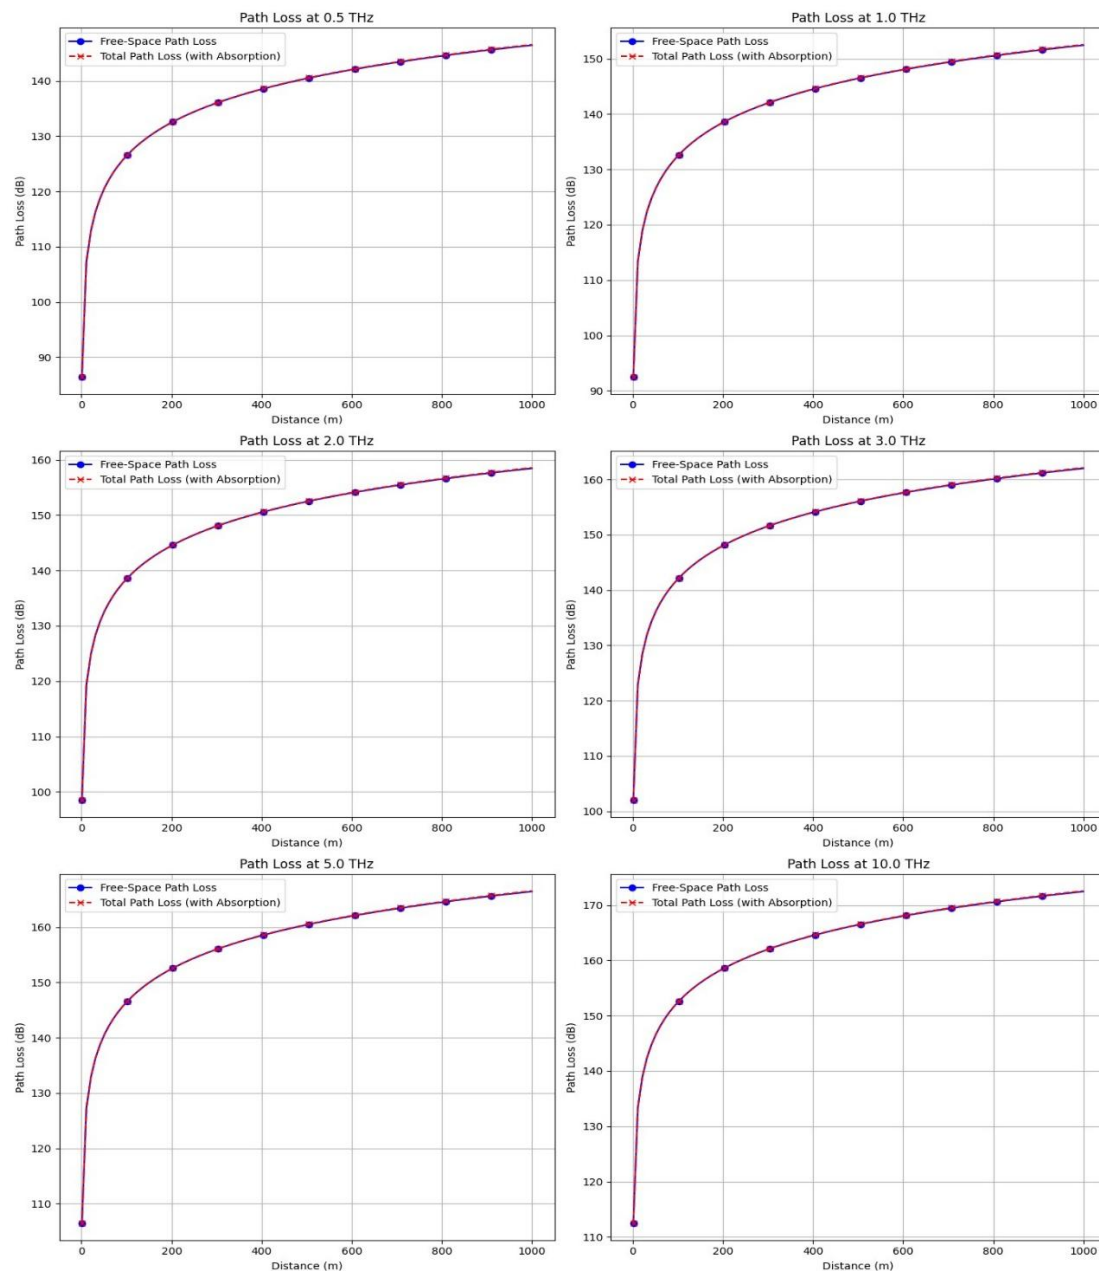 Path Loss at 0.5 THz
Free-Space Path Loss
Total Path Loss (with Absorption)
140
130
120
110
100
90
Path Loss (dB)
0 200 400 600 800 1000
Distance (m)
Path Loss at 1.0 THz
Free-Space Path Loss
Total Path Loss (with Absorption)
150
140
130
120
110
100
90
Path Loss (dB)
0 200 400 600 800 1000
Distance (m)
Path Loss at 2.0 THz
Free-Space Path Loss
Total Path Loss (with Absorption)
160
150
140
130
120
110
100
Path Loss (dB)
0 200 400 600 800 1000
Distance (m)
Path Loss at 3.0 THz
Free-Space Path Loss
Total Path Loss (with Absorption)
160
150
140
130
120
110
100
Path Loss (dB)
0 200 400 600 800 1000
Distance (m)
Path Loss at 5.0 THz
Free-Space Path Loss
Total Path Loss (with Absorption)
160
150
140
130
120
110
Path Loss (dB)
0 200 400 600 800 1000
Distance (m)
Path Loss at 10.0 THz
Free-Space Path Loss
Total Path Loss (with Absorption)
170
160
150
140
130
120
110
Path Loss (dB)
0 200 400 600 800 1000
Distance (m)